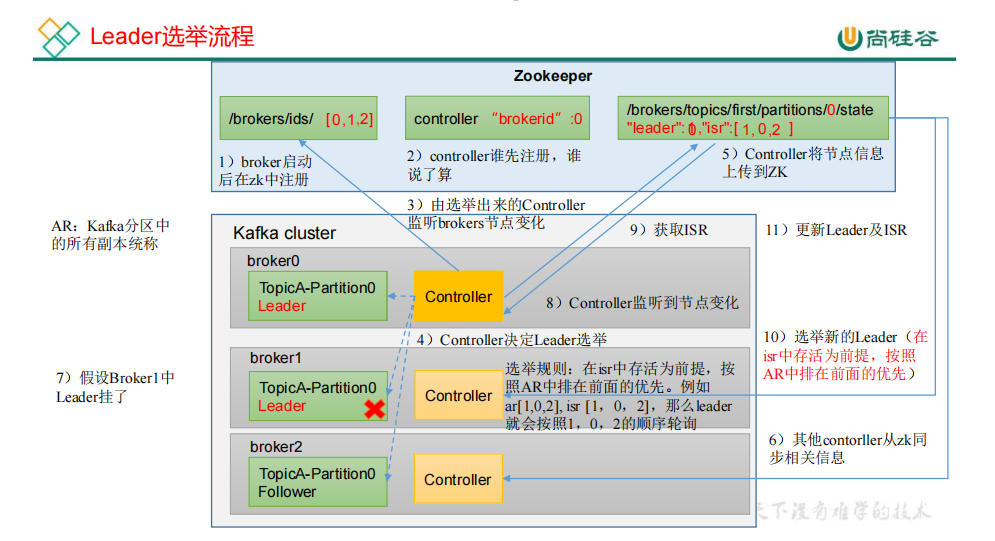 Leader选举流程
尚硅谷
Zookeeper
/brokers/ids/ [0,1,2]
controller “brokerid”:0
/brokers/topics/first/partitions/0/state
"leader": ,"isr":[ 1, 0, 2 ]
1）broker启动
后在zk中注册
2）controller谁先注册，谁
说了算
5）Controller将节点信息
上传到ZK
3）由选举出来的Controller
监听brokers节点变化
AR：Kafka分区中
的所有副本统称
Kafka cluster
9）获取ISR
11）更新Leader及ISR
broker0
TopicA-Partition0
Leader
Controller
8）Controller监听到节点变化
4）Controller决定Leader选举
10）选举新的Leader（在
isr中存活为前提，按照
AR中排在前面的优先）
broker1
TopicA-Partition0
Leader
Controller
选举规则：在isr中存活为前提，按
照AR中排在前面的优先。例如
ar[1,0,2], isr [1，0，2]，那么leader
就会按照1，0，2的顺序轮询
7）假设Broker1中
Leader挂了
broker2
TopicA-Partition0
Follower
Controller
6）其他contorller从zk同
步相关信息
天下没有难学的技术